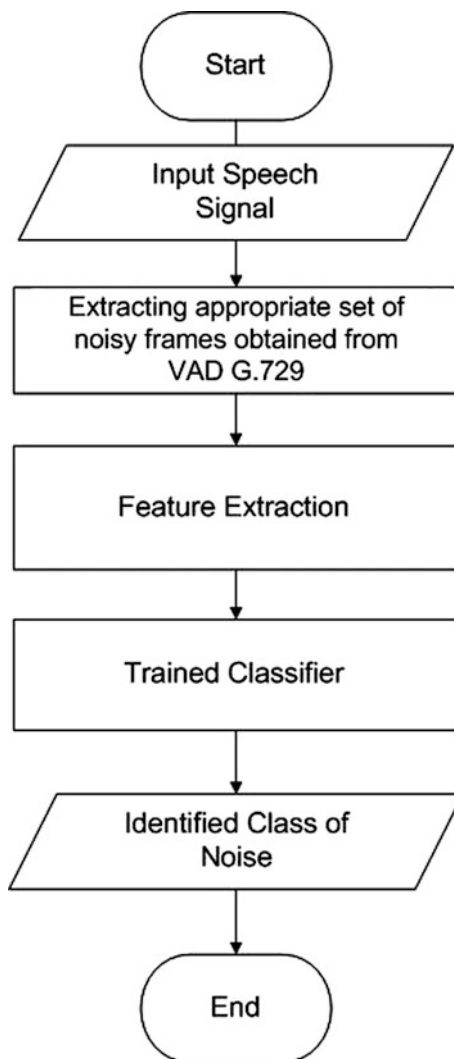 Start
Input Speech
Signal
Extracting appropriate set of
noisy frames obtained from
VAD G.729
Feature Extraction
Trained Classifier
Identified Class of
Noise
End